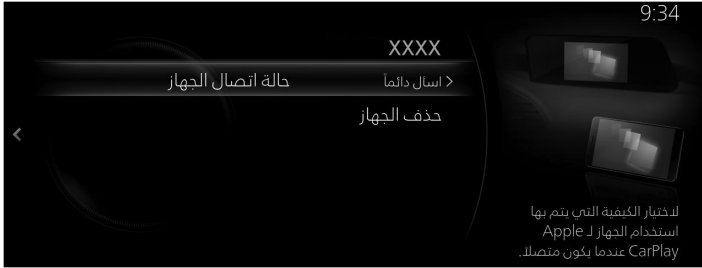 9:34
XXXX
حالة اتصال الجهاز
اسأل دائماً
حذف الجهاز
لاختيار الكيفية التي يتم بها
استخدام الجهاز لـ Apple
CarPlay عندما يكون متصلاً.